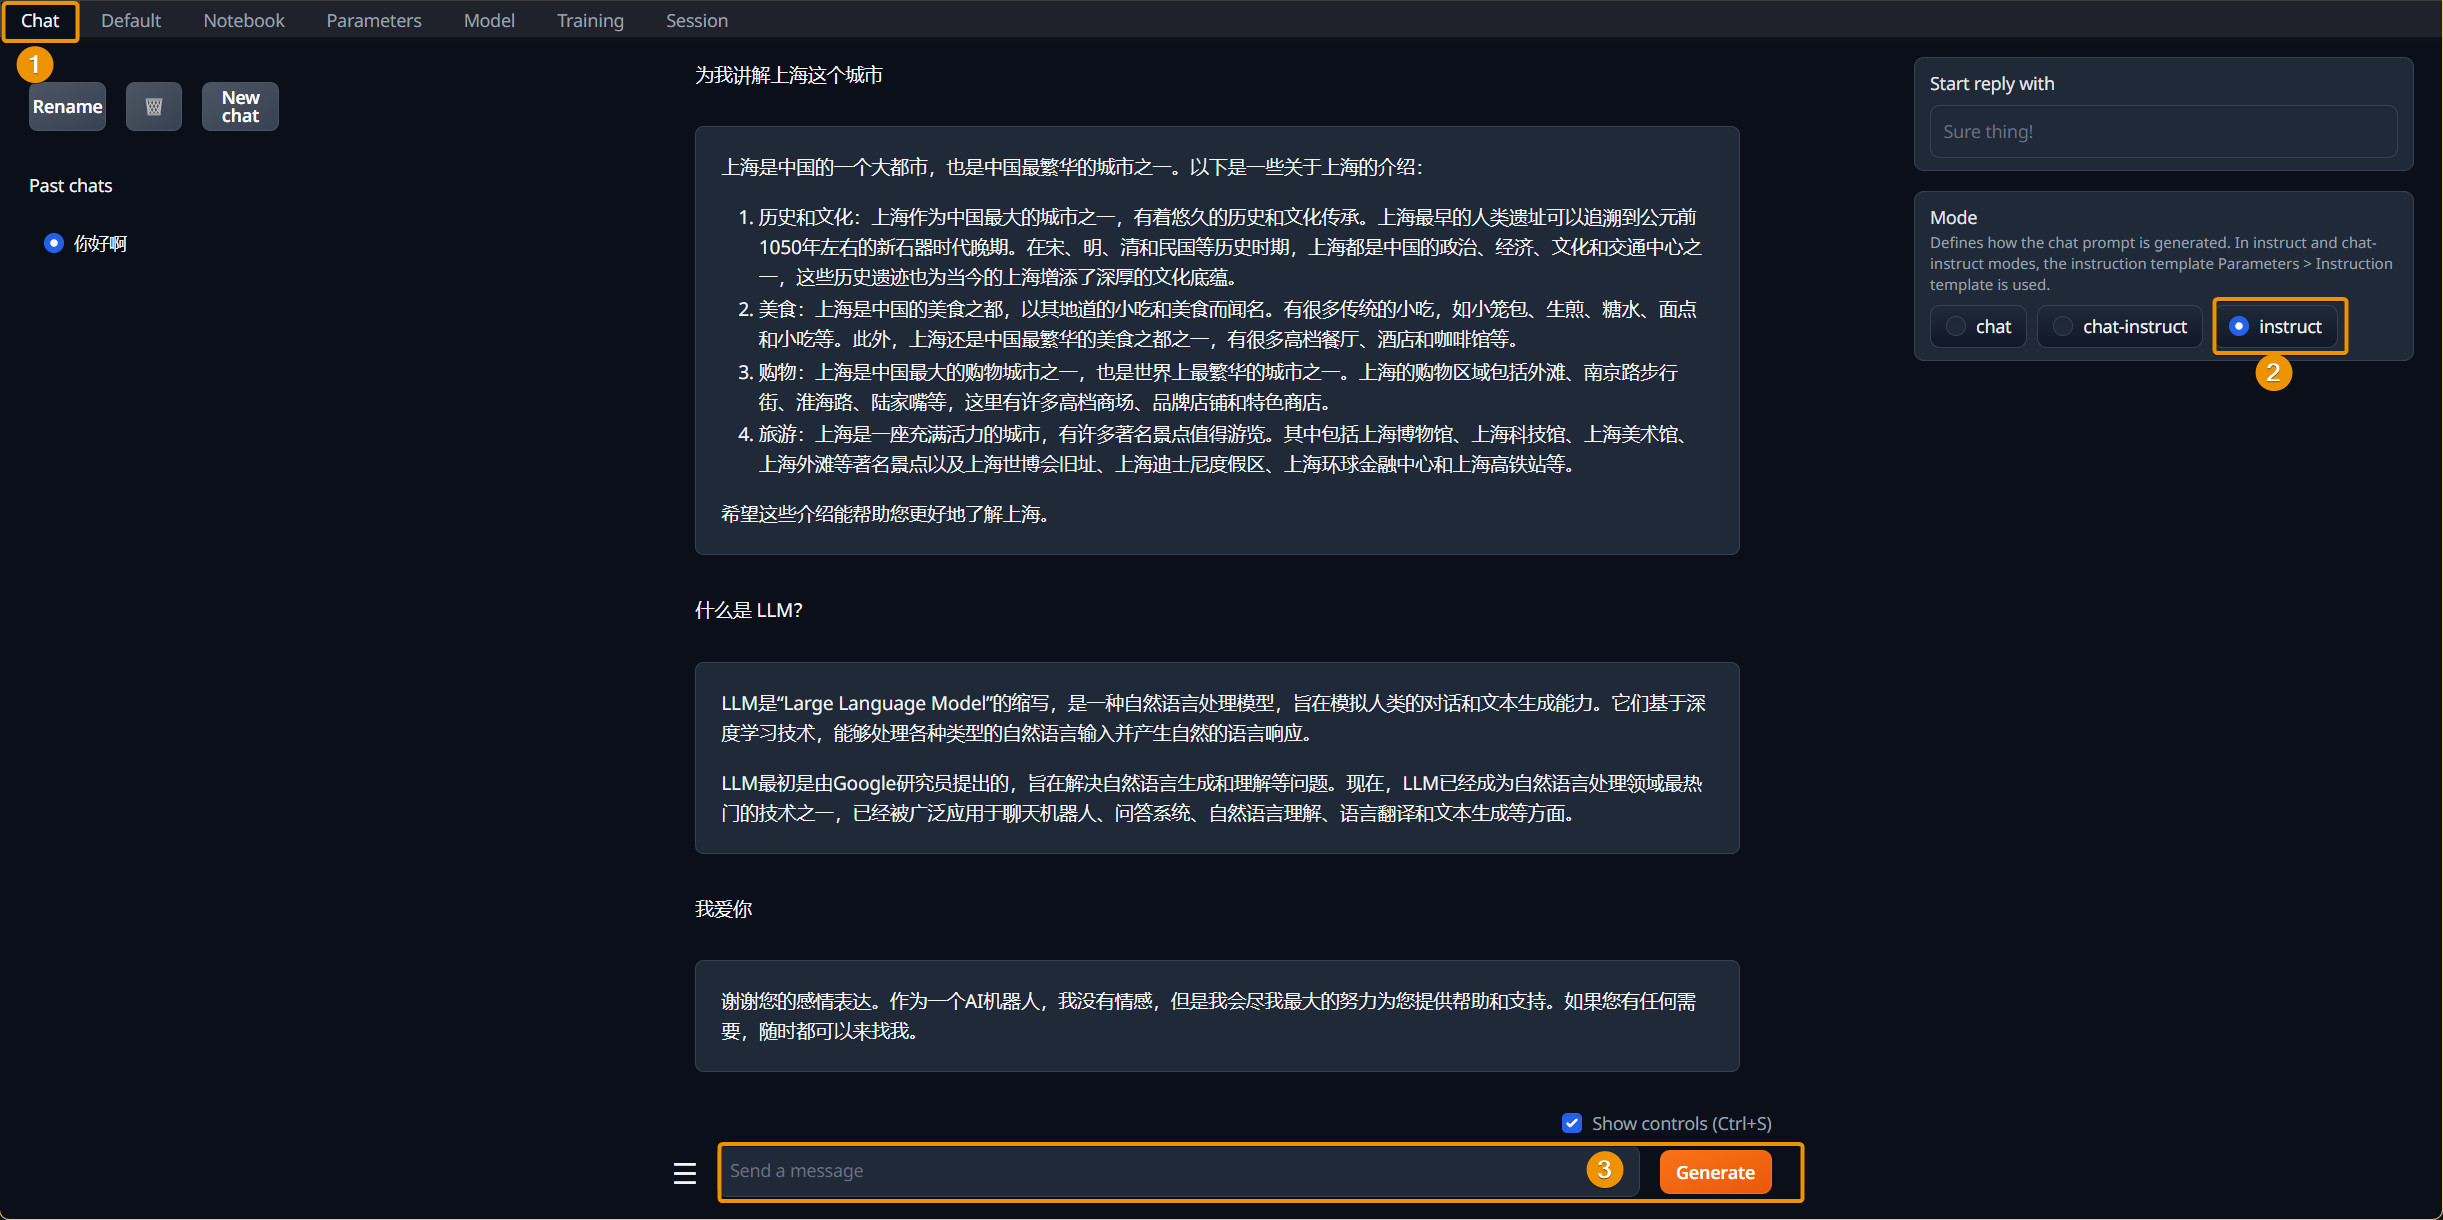 Chat Default Notebook Parameters Model Training Session
1
Rename
New
chat
Past chats
你好啊
为我讲解上海这个城市
上海是中国的一个大都市，也是中国最繁华的城市之一。以下是一些关于上海的介绍：
1. 历史和文化：上海作为中国最大的城市之一，有着悠久的历史和文化传承。上海最早的人类遗址可以追溯到公元前
1050年左右的新石器时代晚期。在宋、明、清和民国等历史时期，上海都是中国的政治、经济、文化和交通中心之
一，这些历史遗迹也为当今的上海增添了深厚的文化底蕴。
2. 美食：上海是中国的美食之都，以其地道的小吃和美食而闻名。有很多传统的小吃，如小笼包、生煎、糖水、面点
和小吃等。此外，上海还是中国最繁华的美食之都之一，有很多高档餐厅、酒店和咖啡馆等。
3. 购物：上海是中国最大的购物城市之一，也是世界上最繁华的城市之一。上海的购物区域包括外滩、南京路步行
街、淮海路、陆家嘴等，这里有许多高档商场、品牌店铺和特色商店。
4. 旅游：上海是一座充满活力的城市，有许多著名景点值得游览。其中包括上海博物馆、上海科技馆、上海美术馆、
上海外滩等著名景点以及上海世博会旧址、上海迪士尼度假区、上海环球金融中心和上海高铁站等。
希望这些介绍能帮助您更好地了解上海。
什么是 LLM?
LLM是“Large Language Model”的缩写，是一种自然语言处理模型，旨在模拟人类的对话和文本生成能力。它们基于深
度学习技术，能够处理各种类型的自然语言输入并产生自然的语言响应。
LLM最初是由Google研究员提出的，旨在解决自然语言生成和理解等问题。现在，LLM已经成为自然语言处理领域最热
门的技术之一，已经被广泛应用于聊天机器人、问答系统、自然语言理解、语言翻译和文本生成等方面。
我爱你
谢谢您的感情表达。作为一个AI机器人，我没有情感，但是我会尽我最大的努力为您提供帮助和支持。如果您有任何需
要，随时都可以来找我。
Show controls (Ctrl+S)
Send a message
3
Generate
Start reply with
Sure thing!
Mode
Defines how the chat prompt is generated. In instruct and chat-
instruct modes, the instruction template Parameters > Instruction
template is used.
chat chat-instruct instruct
2